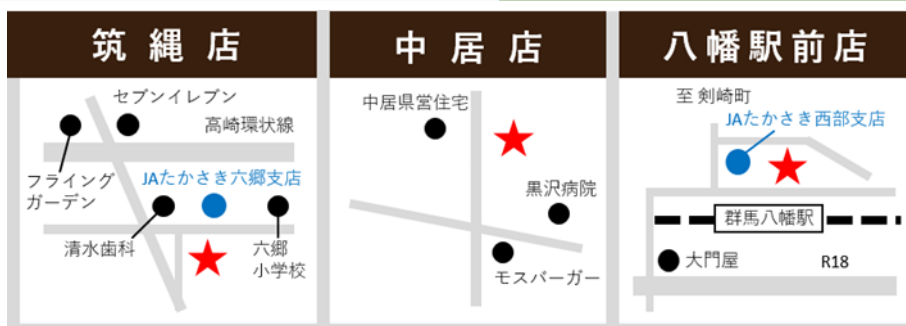 筑縄店
セブンイレブン
高崎環状線
フライング
ガーデン
JAたかさき六郷支店
清水歯科
六郷
小学校
中居店
中居県営住宅
黒沢病院
モスバーガー
八幡駅前店
至 剣崎町
JAたかさき西部支店
群馬八幡駅
大門屋
R18